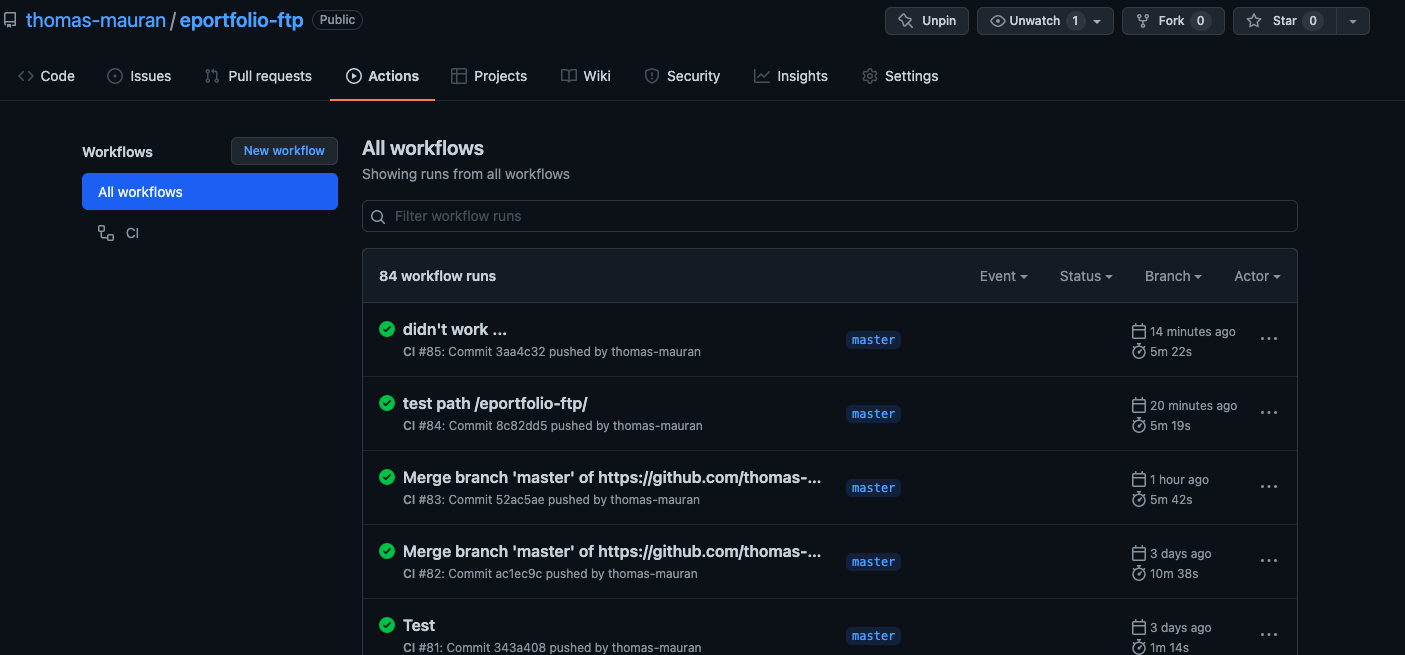 thomas-mauran / eportfolio-ftp Public
Unpin Unwatch 1 Fork 0 Star 0
Code Issues Pull requests Actions Projects Wiki Security Insights Settings
Workflows New workflow
All workflows
CI
All workflows
Showing runs from all workflows
Filter workflow runs
84 workflow runs Event Status Branch Actor
didn't work ...
CI #85: Commit 3aa4c32 pushed by thomas-mauran
master
14 minutes ago
5m 22s
test path /eportfolio-ftp/
CI #84: Commit 8c82dd5 pushed by thomas-mauran
master
20 minutes ago
5m 19s
Merge branch 'master' of https://github.com/thomas-...
CI #83: Commit 52ac5ae pushed by thomas-mauran
master
1 hour ago
5m 42s
Merge branch 'master' of https://github.com/thomas-...
CI #82: Commit ac1ec9c pushed by thomas-mauran
master
3 days ago
10m 38s
Test
CI #81: Commit 343a408 pushed by thomas-mauran
master
3 days ago
1m 14s